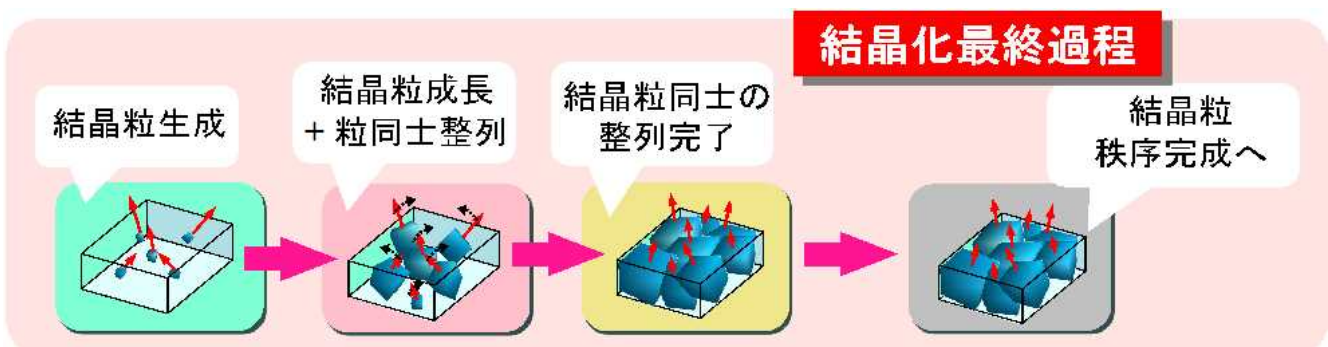 結晶化最終過程
結晶粒生成
結晶粒成長
+ 粒同士整列
結晶粒同士の
整列完了
結晶粒
秩序完成へ